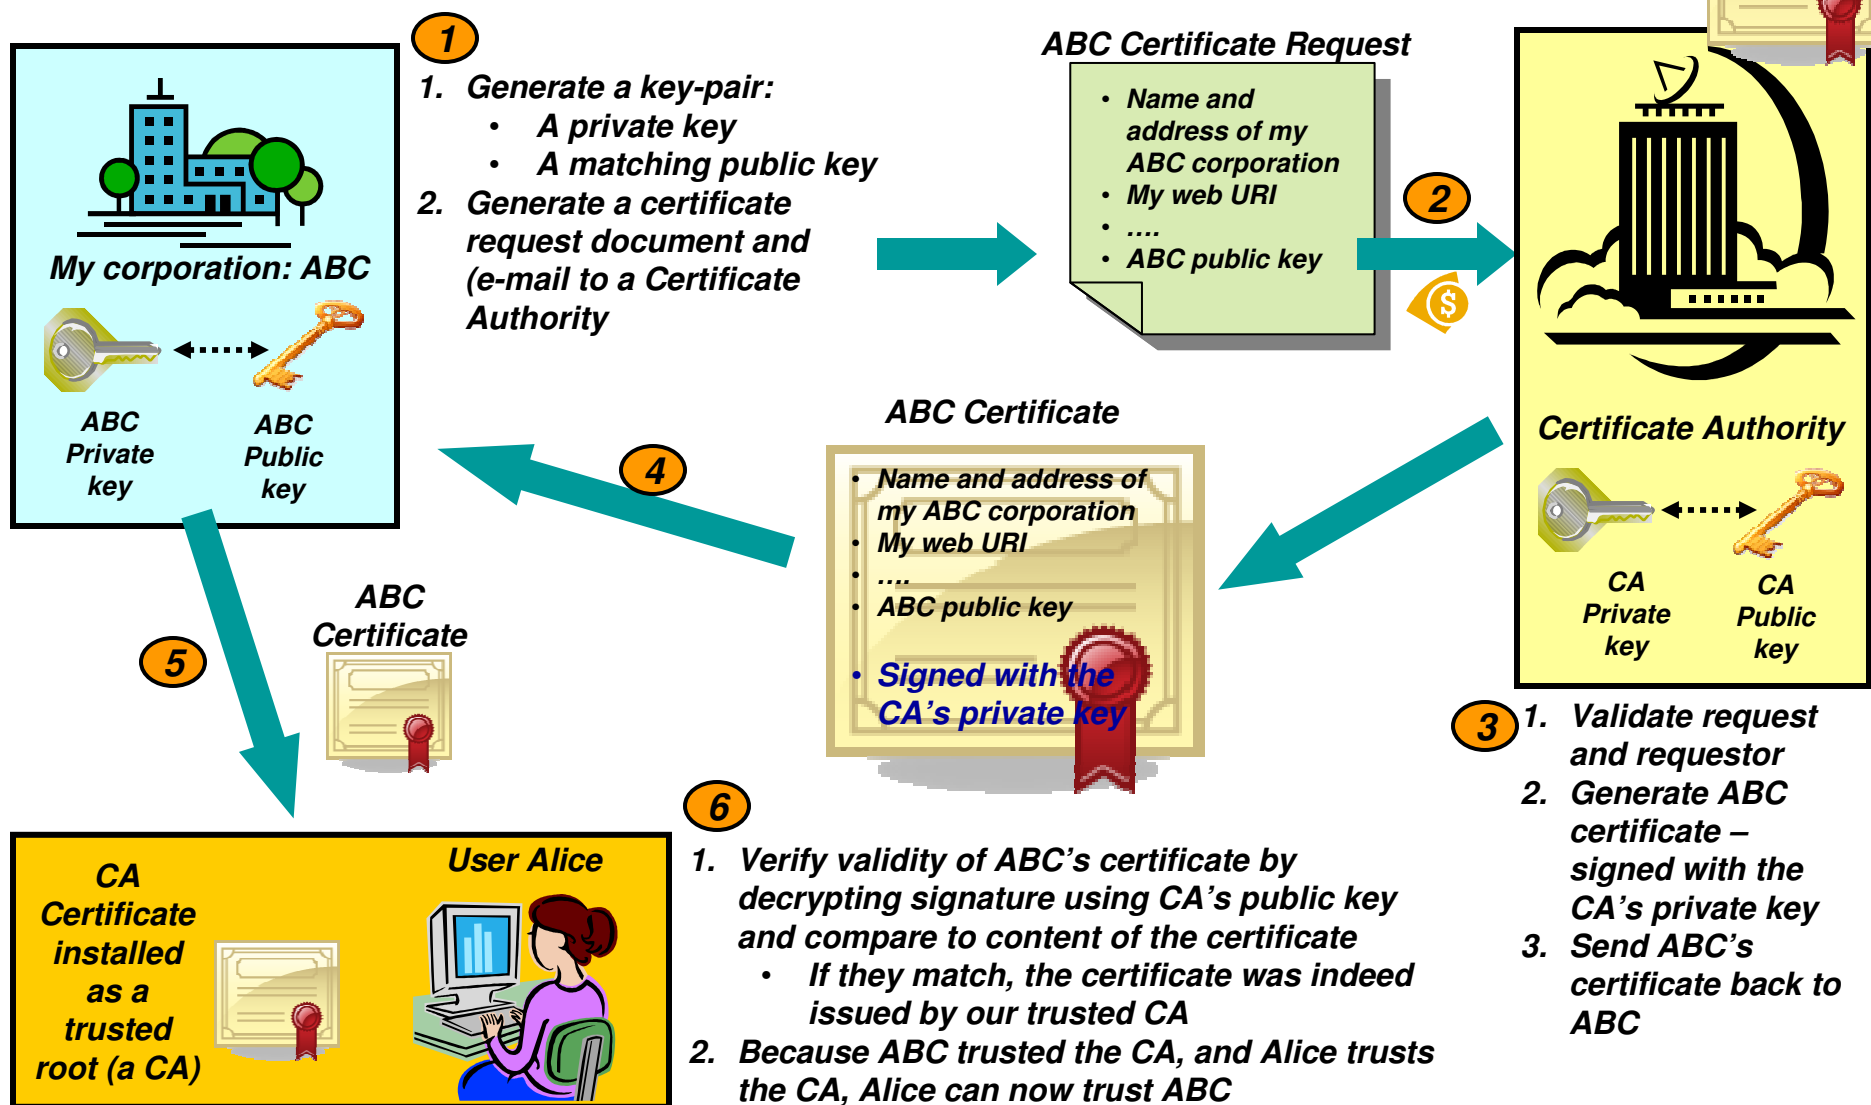 1
1. Generate a key-pair:
• A private key
• A matching public key
2. Generate a certificate
request document and
(e-mail to a Certificate
Authority
My corporation: ABC
ABC
Private
key
ABC
Public
key
ABC Certificate Request
• Name and
address of my
ABC corporation
• My web URI
• ....
• ABC public key
2
$
Certificate Authority
CA
Private
key
CA
Public
key
3
1. Validate request
and requestor
2. Generate ABC
certificate –
signed with the
CA’s private key
3. Send ABC’s
certificate back to
ABC
ABC Certificate
• Name and address of
my ABC corporation
• My web URI
• ....
• ABC public key
• Signed with the
CA’s private key
4
5
ABC
Certificate
CA
Certificate
installed
as a
trusted
root (a CA)
User Alice
6
1. Verify validity of ABC’s certificate by
decrypting signature using CA’s public key
and compare to content of the certificate
• If they match, the certificate was indeed
issued by our trusted CA
2. Because ABC trusted the CA, and Alice trusts
the CA, Alice can now trust ABC